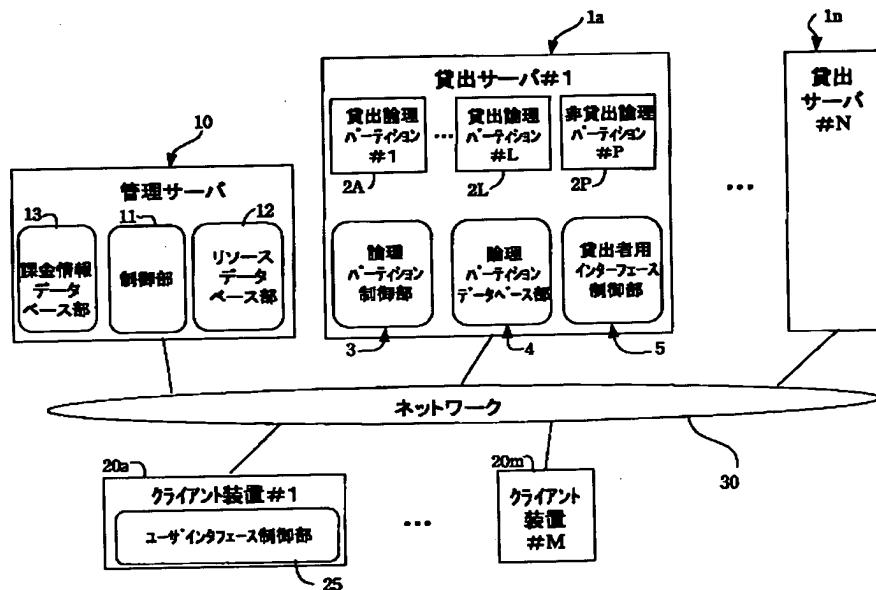 1a
1n
貸出サーバ#1
貸出
サーバ
#N
貸出論理
パーティション
#1
…
貸出論理
パーティション
#L
非貸出論理
パーティション
#P
2A
2L
2P
…
10
管理サーバ
13
11
12
課金情報
データ
ベース部
制御部
リソース
データ
ベース部
論理
パーティション
制御部
論理
パーティション
データベース部
貸出者用
インターフェース
制御部
3
4
5
ネットワーク
30
20a
クライアント装置#1
ユーザインタフェース制御部
25
…
20m
クライアント
装置
#M